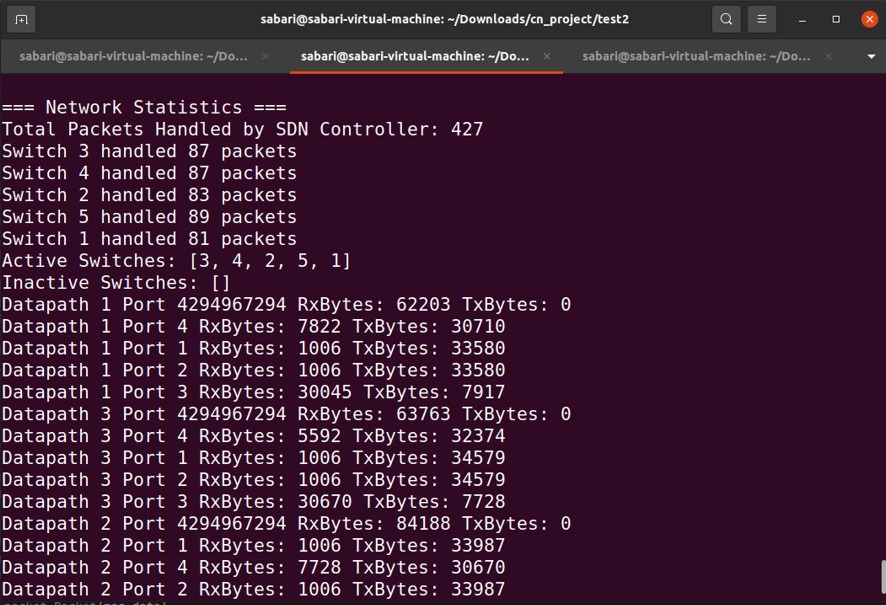 sabari@sabari-virtual-machine: ~/Downloads/cn_project/test2
sabari@sabari-virtual-machine: ~/Do...
sabari@sabari-virtual-machine: ~/Do...
sabari@sabari-virtual-machine: ~/Do...
=== Network Statistics ===
Total Packets Handled by SDN Controller: 427
Switch 3 handled 87 packets
Switch 4 handled 87 packets
Switch 2 handled 83 packets
Switch 5 handled 89 packets
Switch 1 handled 81 packets
Active Switches: [3, 4, 2, 5, 1]
Inactive Switches: []
Datapath 1 Port 4294967294 RxBytes: 62203 TxBytes: 0
Datapath 1 Port 4 RxBytes: 7822 TxBytes: 30710
Datapath 1 Port 1 RxBytes: 1006 TxBytes: 33580
Datapath 1 Port 2 RxBytes: 1006 TxBytes: 33580
Datapath 1 Port 3 RxBytes: 30045 TxBytes: 7917
Datapath 3 Port 4294967294 RxBytes: 63763 TxBytes: 0
Datapath 3 Port 4 RxBytes: 5592 TxBytes: 32374
Datapath 3 Port 1 RxBytes: 1006 TxBytes: 34579
Datapath 3 Port 2 RxBytes: 1006 TxBytes: 34579
Datapath 3 Port 3 RxBytes: 30670 TxBytes: 7728
Datapath 2 Port 4294967294 RxBytes: 84188 TxBytes: 0
Datapath 2 Port 1 RxBytes: 1006 TxBytes: 33987
Datapath 2 Port 4 RxBytes: 7728 TxBytes: 30670
Datapath 2 Port 2 RxBytes: 1006 TxBytes: 33987